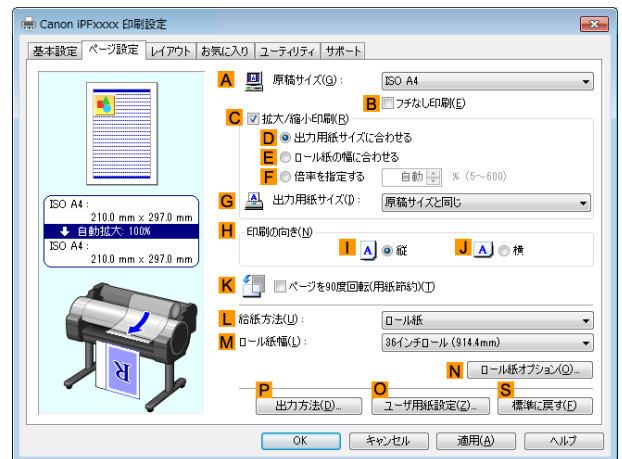 Canon iPFxxxx 印刷設定
基本設定 ページ設定 レイアウト お気に入り ユーティリティ サポート
A 原稿サイズ(G): ISO A4
B フチなし印刷(E)
C 拡大/縮小印刷(R)
D 出力用紙サイズに合わせる
E ロール紙の幅に合わせる
F 倍率を指定する 自動 % (5～600)
G 出力用紙サイズ(I): 原稿サイズと同じ
ISO A4 :
210.0 mm x 297.0 mm
自動拡大: 100%
ISO A4 :
210.0 mm x 297.0 mm
H 印刷の向き(N)
I A 縦 J A 横
K ページを90度回転(用紙節約)(T)
L 給紙方法(U): ロール紙
M ロール紙幅(L): 36インチロール (914.4mm)
N ロール紙オプション(O)...
P O S
出力方法(D)... ユーザ用紙設定(Z)... 標準に戻す(F)
R
OK キャンセル 適用(A) ヘルプ